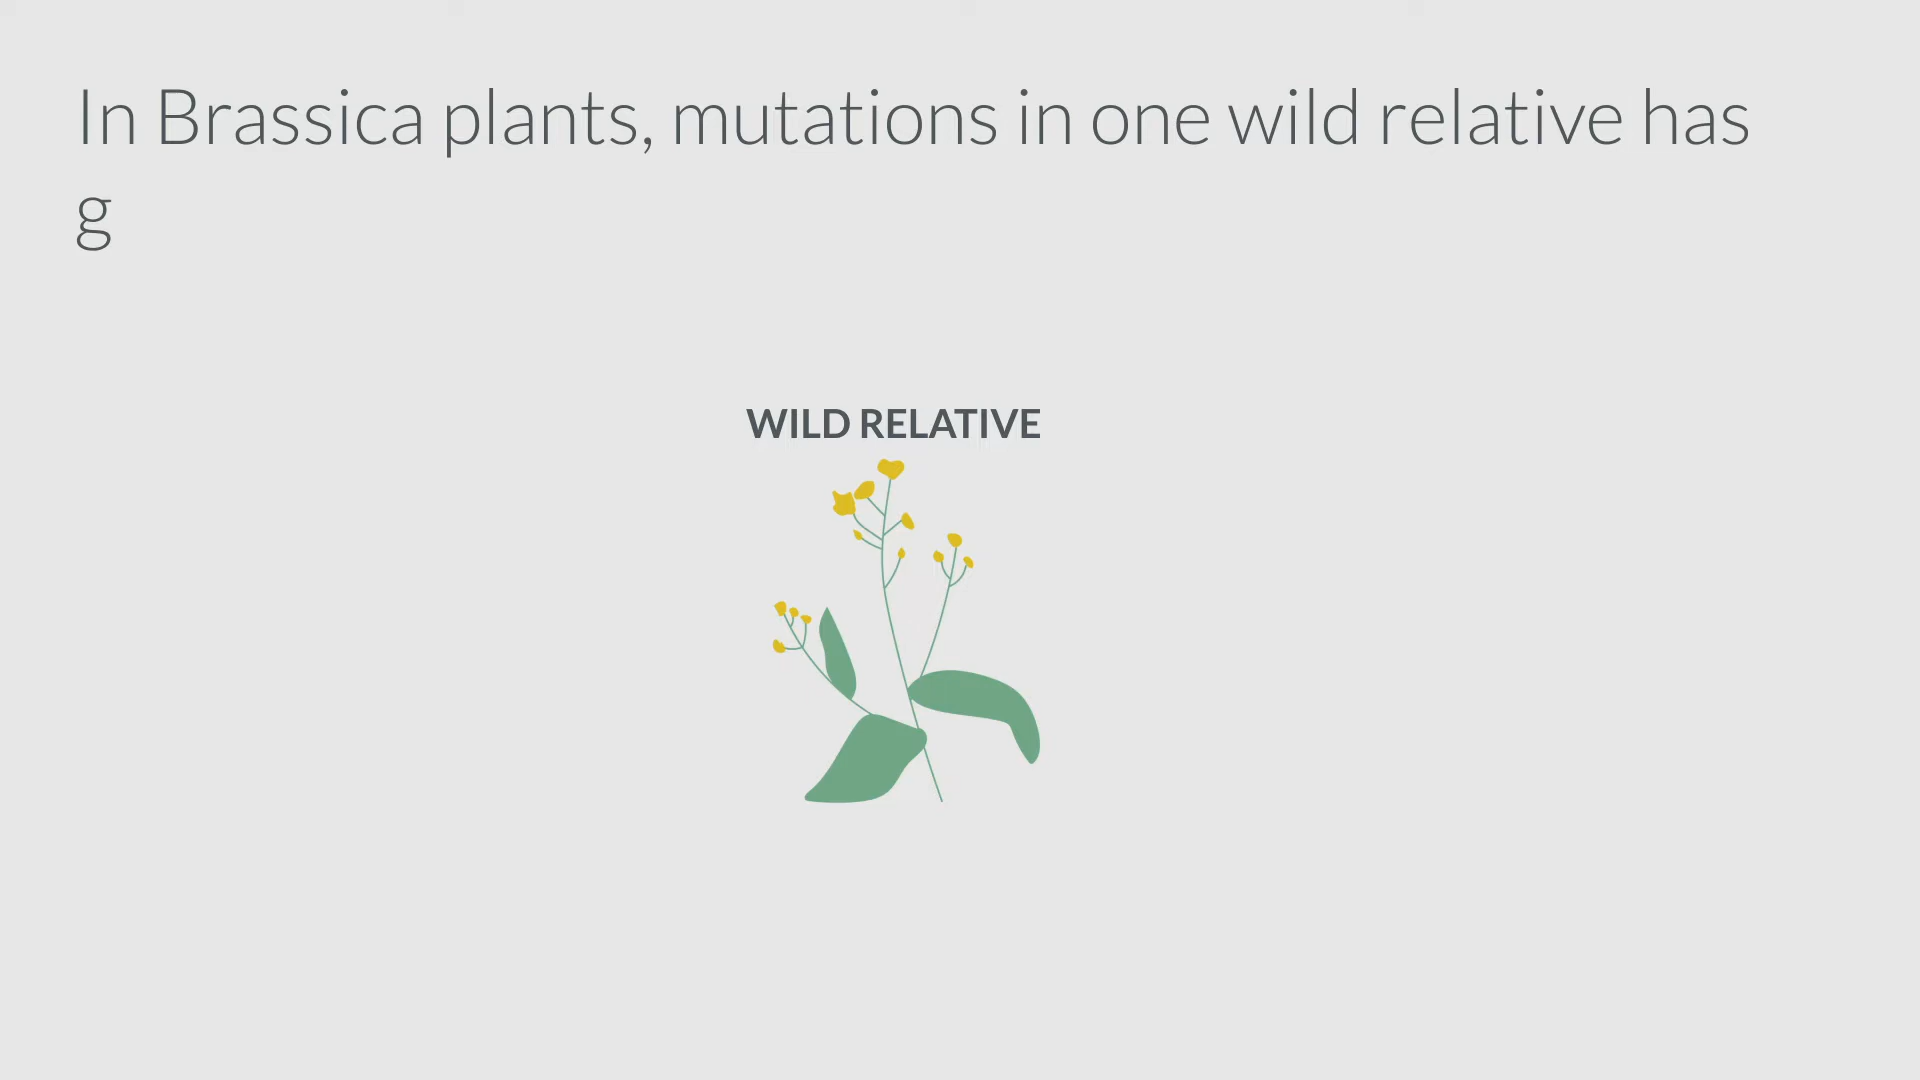 In Brassica plants, mutations in one wild relative has
g
WILD RELATIVE